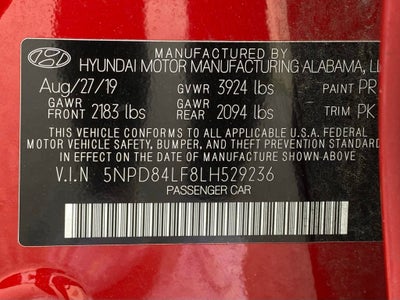 MANUFACTURED BY
HYUNDAI MOTOR MANUFACTURING ALABAMA,
Aug/27/19 GVWR 3924 lbs PAINT PR
GAWR FRONT 2183 lbs GAWR REAR 2094 lbs TRIM PK
THIS VEHICLE CONFORMS TO ALL APPLICABLE U.S.A. FEDERAL
MOTOR VEHICLE SAFETY, BUMPER, AND THEFT PREVENTION
STANDARDS IN EFFECT ON THE DATE OF MANUFACTURE SHOWN ABOVE.
V.I.N 5NPD84LF8LH529236
PASSENGER CAR